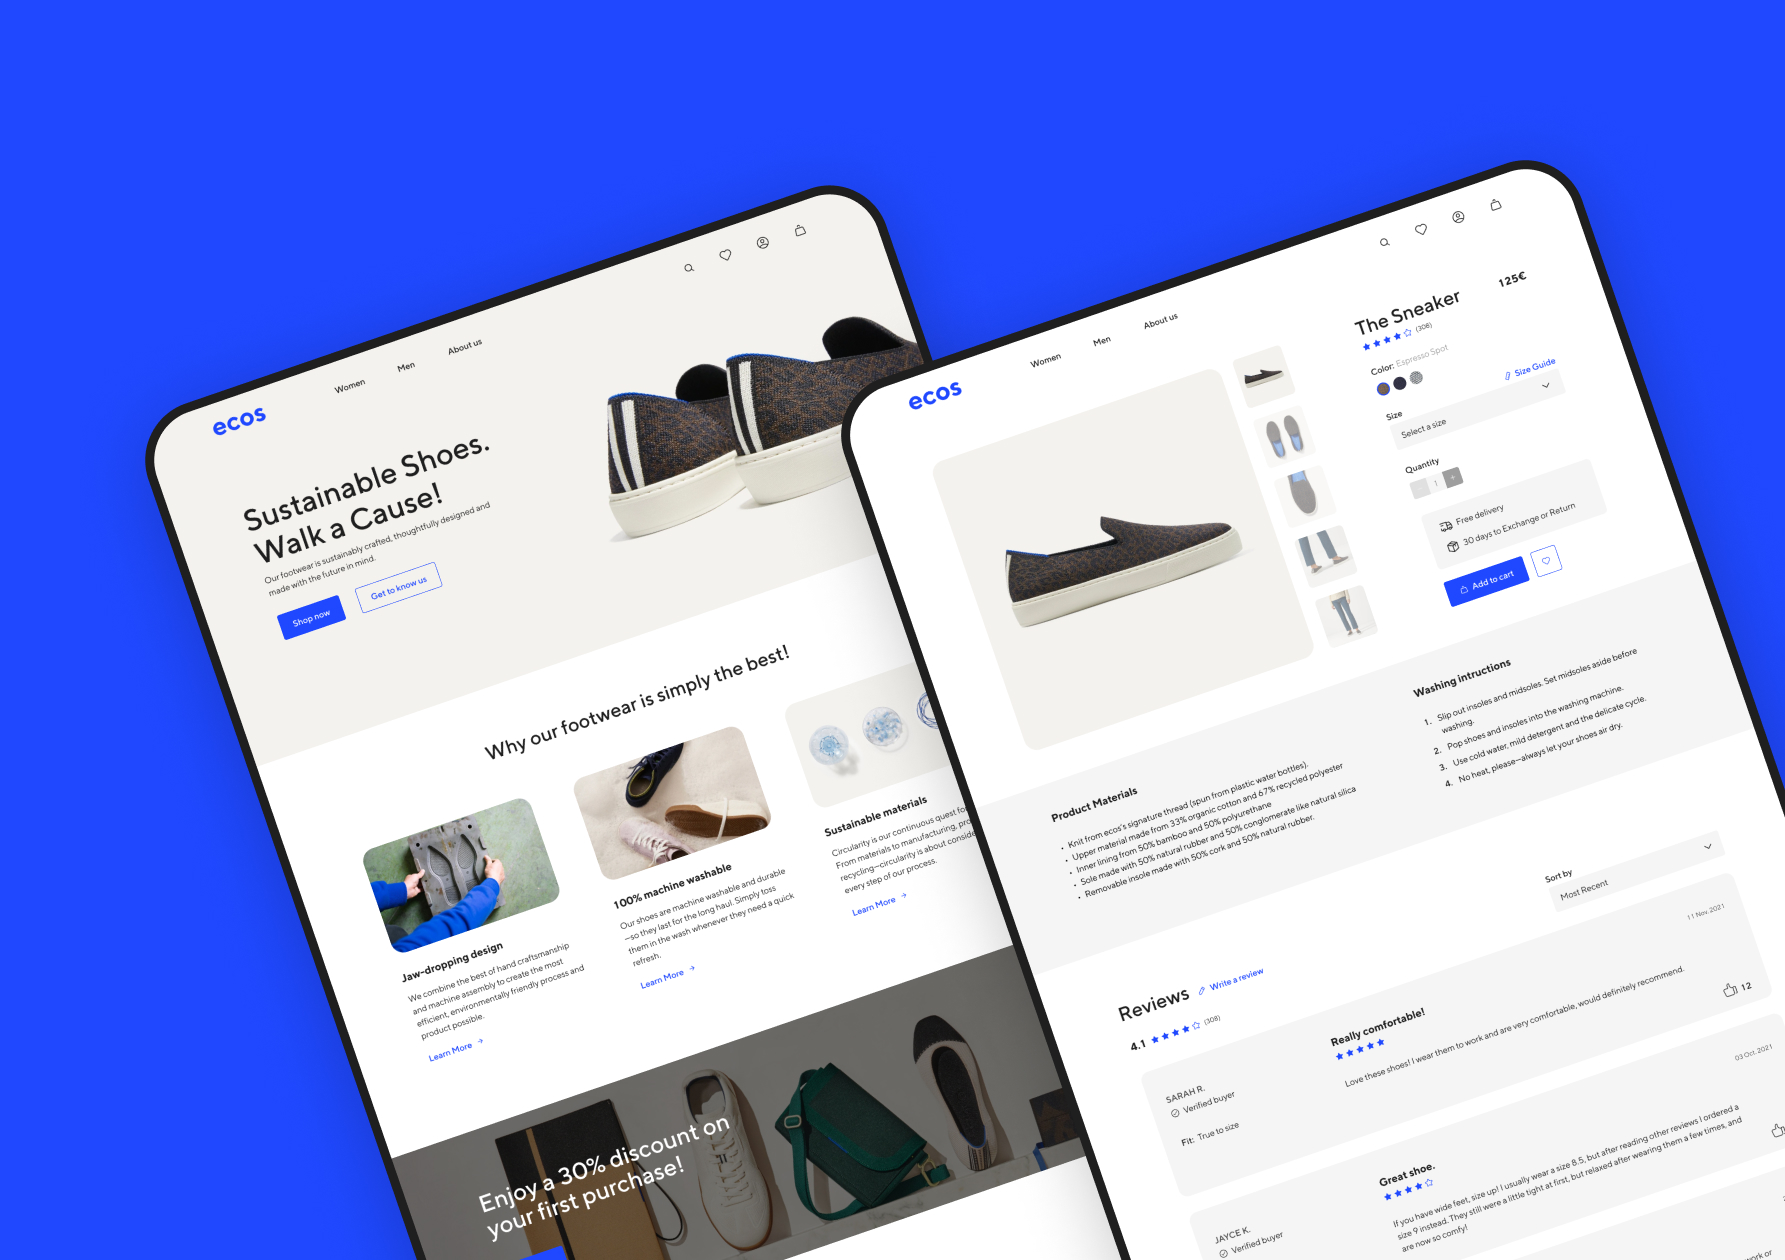 ecos
Women
Men
About us
Sustainable Shoes.
Walk a Cause!
Our footwear is sustainably crafted, thoughtfully designed and
made with the future in mind.
Shop now
Get to know us
Why our footwear is simply the best!
Jaw-dropping design
We combine the best of hand craftsmanship
and machine assembly to create the most
efficient, environmentally friendly process and
product possible.
Learn More
100% machine washable
Our shoes are machine washable and durable
—so they last for the long haul. Simply toss
them in the wash whenever they need a quick
refresh.
Learn More
Sustainable materials
Circularity is our continuous quest fo
From materials to manufacturing,
recycling—circularity is about
every step of our process.
Learn More
Enjoy a 30% discount on
your first purchase!
ecos
Women
Men
About us
The Sneaker
125€
(308)
Color: Espresso Spot
Size Guide
Size
Select a size
Quantity
1
Free delivery
30 days to Exchange or Return
Add to cart
Product Materials
• Knit from ecos's signature thread (spun from plastic water bottles).
• Upper material made from 33% organic cotton and 67% recycled polyester
• Inner lining from 50% bamboo and 50% polyurethane
• Sole made with 50% natural rubber and 50% conglomerate like natural silica
• Removable insole made with 50% cork and 50% natural rubber.
Washing intructions
1. Slip out insoles and midsoles. Set midsoles aside before
washing.
2. Pop shoes and insoles into the washing machine.
3. Use cold water, mild detergent and the delicate cycle.
4. No heat, please—always let your shoes air dry.
Reviews
Write a review
4.1
(308)
Sort by
Most Recent
SARAH R.
Verified buyer
Fit: True to size
Really comfortable!
Love these shoes! I wear them to work and are very comfortable, would definitely recommend.
11 Nov.2021
12
JAYCE K.
Verified buyer
Great shoe.
If you have wide feet, size up! I usually wear a size 8.5, but after reading other reviews I ordered a
size 9 instead. They still were a little tight at first, but relaxed after wearing them a few times, and
are now so comfy!
03 Oct.2021
work or